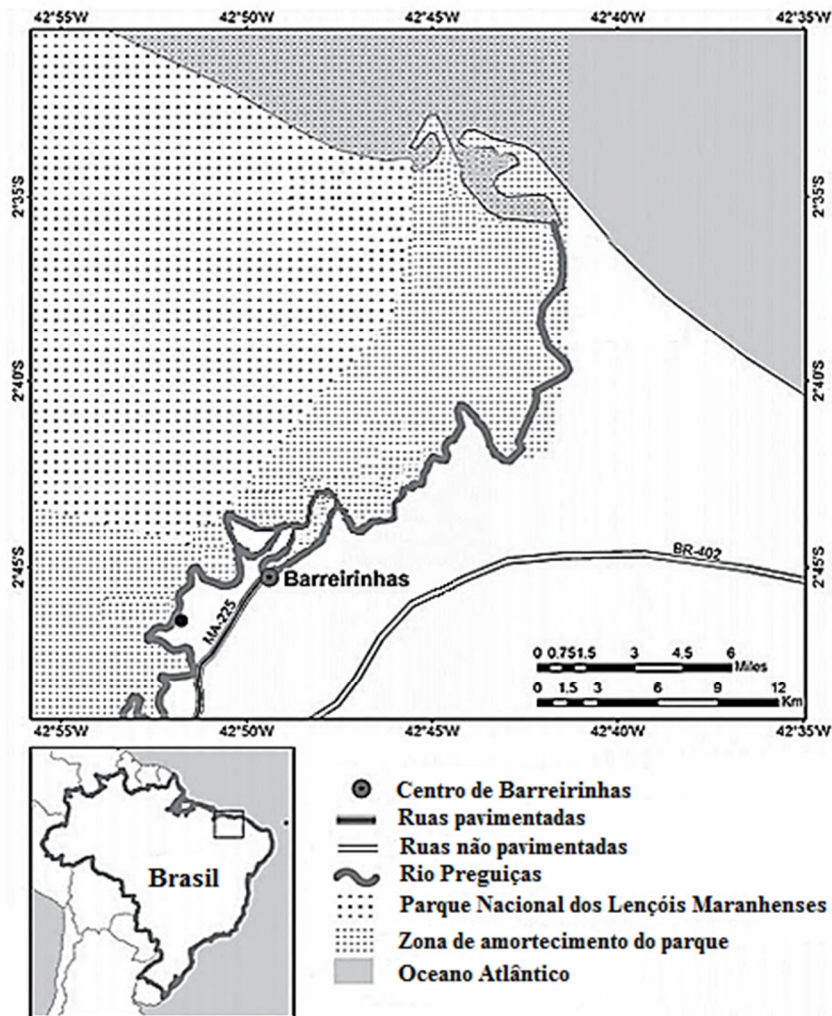 42°55'W 42°50'W 42°45'W 42°40'W 42°35'W
2°35'S 2°35'S
2°40'S 2°40'S
2°45'S 2°45'S
BR-402
Barreirinhas
MA-225
0 0.75 1.5 3 4.5 6
Miles
0 1.5 3 6 9 12
Km
42°55'W 42°50'W 42°45'W 42°40'W 42°35'W
Brasil
Centro de Barreirinhas
Ruas pavimentadas
Ruas não pavimentadas
Rio Preguiças
Parque Nacional dos Lençóis Maranhenses
Zona de amortecimento do parque
Oceano Atlântico